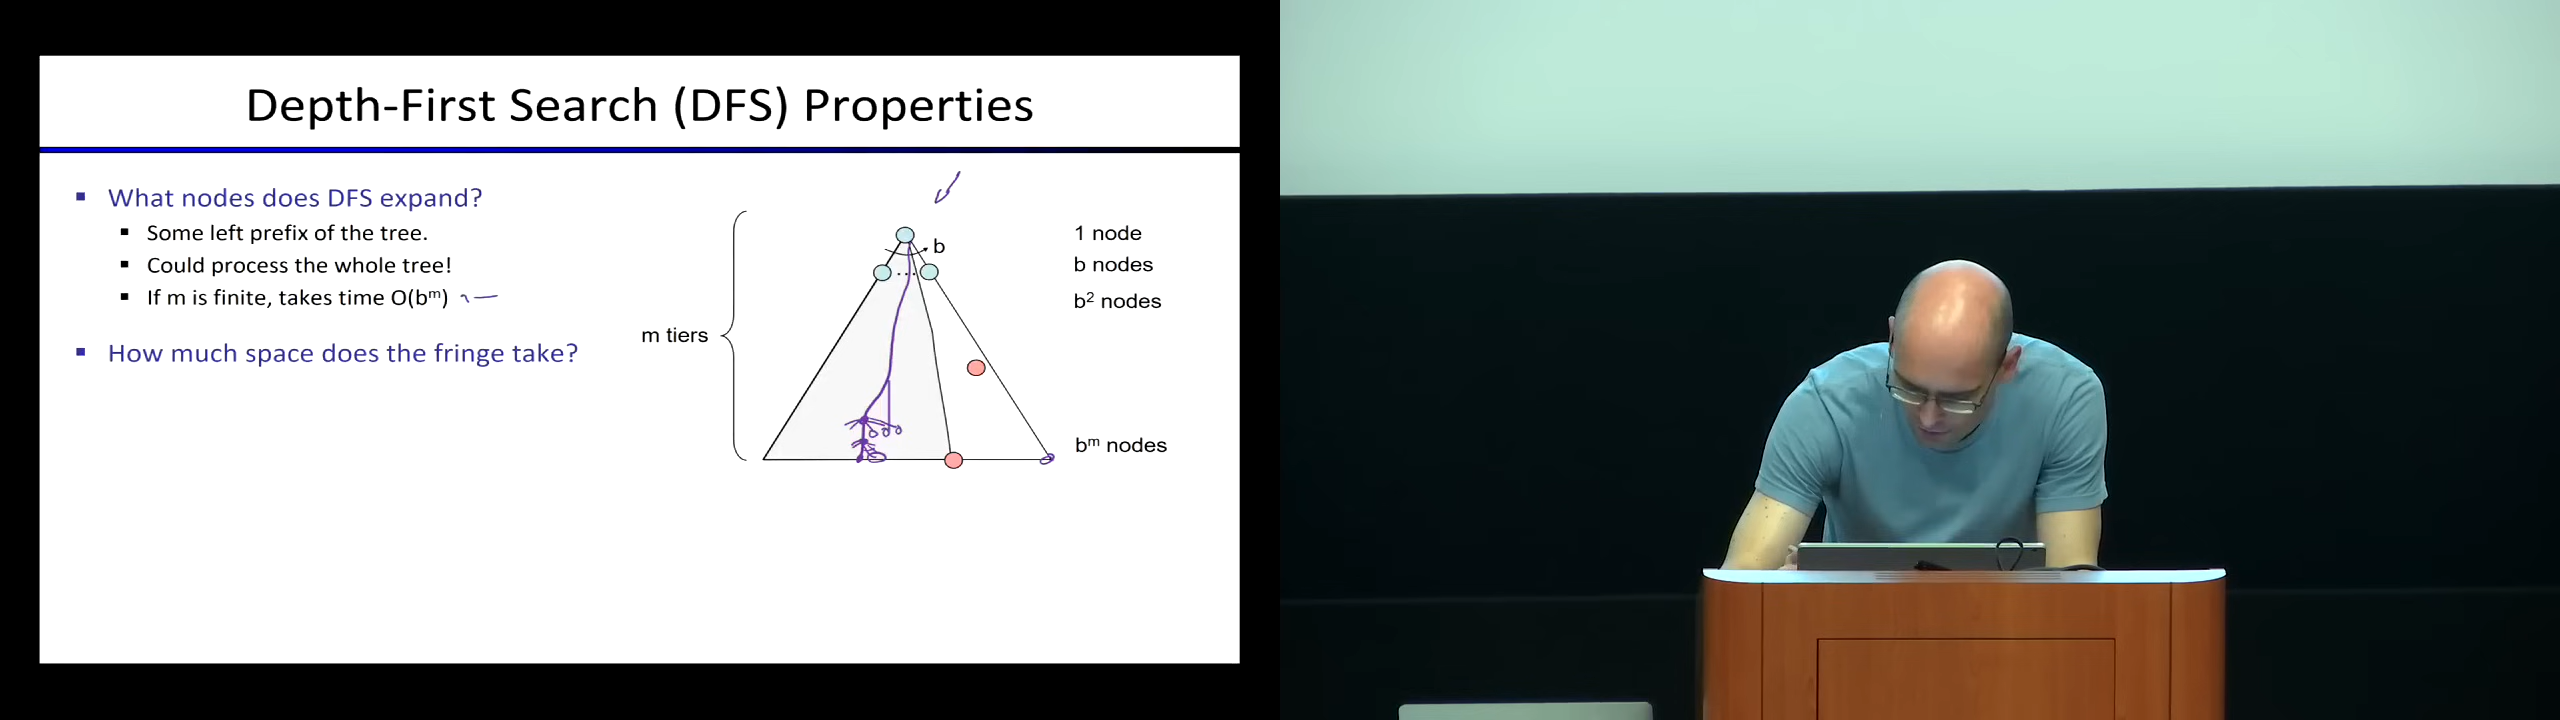 Depth-First Search (DFS) Properties
▪ What nodes does DFS expand?
▪ Some left prefix of the tree.
▪ Could process the whole tree!
▪ If m is finite, takes time O(bᵐ)
▪ How much space does the fringe take?
m tiers
b
...
1 node
b nodes
b² nodes
bᵐ nodes